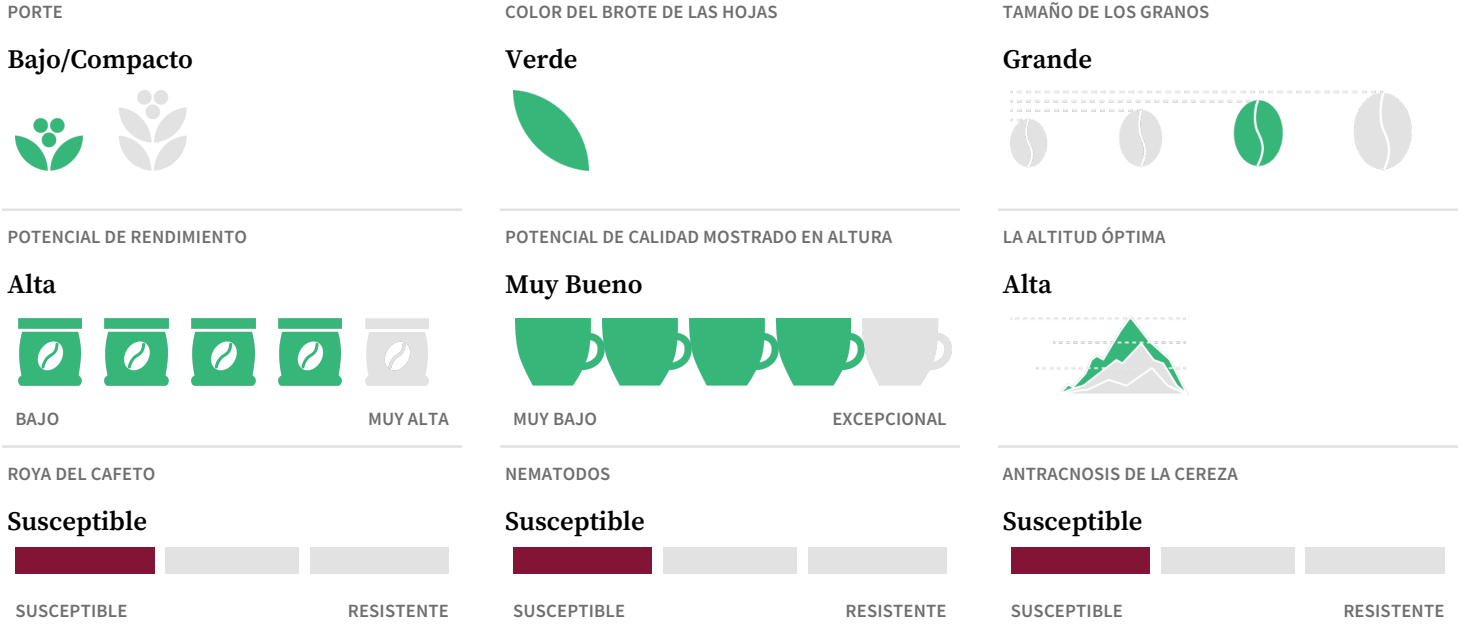 PORTE
Bajo/Compacto
COLOR DEL BROTE DE LAS HOJAS
Verde
TAMAÑO DE LOS GRANOS
Grande
POTENCIAL DE RENDIMIENTO
Alta
BAJO
MUY ALTA
POTENCIAL DE CALIDAD MOSTRADO EN ALTURA
Muy Bueno
MUY BAJO
EXCEPCIONAL
LA ALTITUD ÓPTIMA
Alta
ROYA DEL CAFETO
Susceptible
SUSCEPTIBLE
RESISTENTE
NEMATODOS
Susceptible
SUSCEPTIBLE
RESISTENTE
ANTRACNOSIS DE LA CEREZA
Susceptible
SUSCEPTIBLE
RESISTENTE